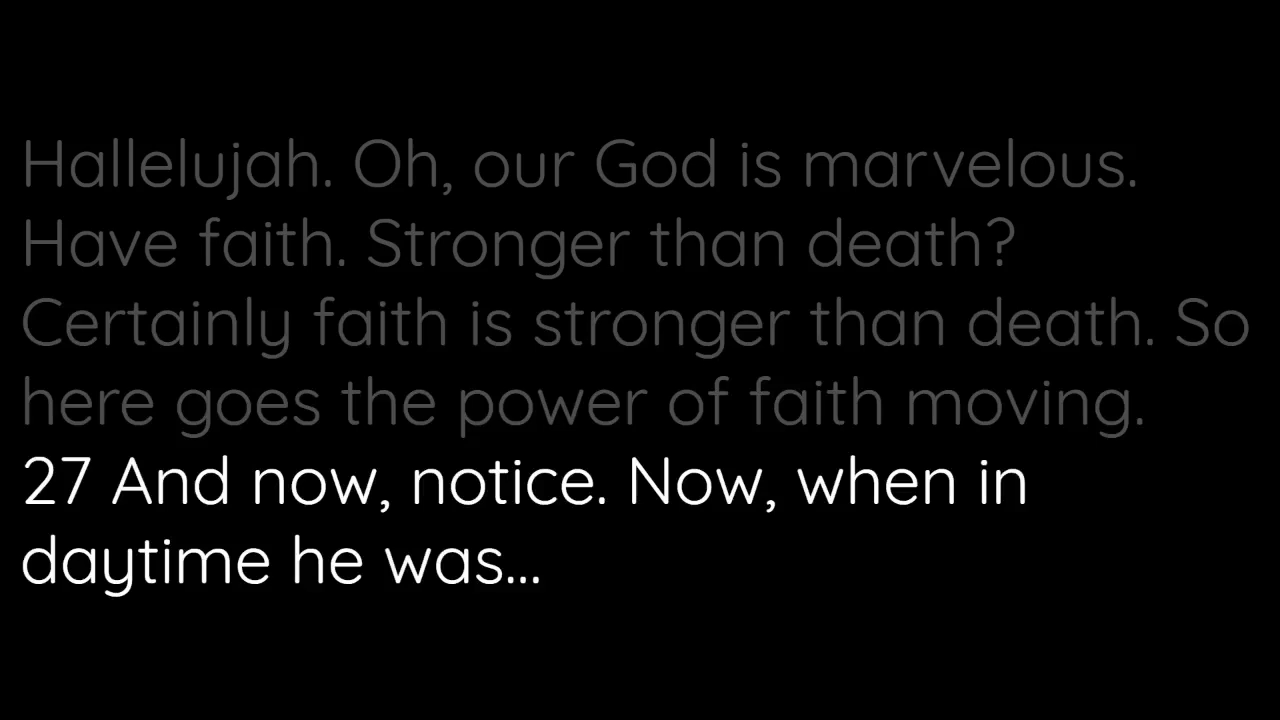 Hallelujah. Oh, our God is marvelous.
Have faith. Stronger than death?
Certainly faith is stronger than death. So
here goes the power of faith moving.
27 And now, notice. Now, when in
daytime he was...